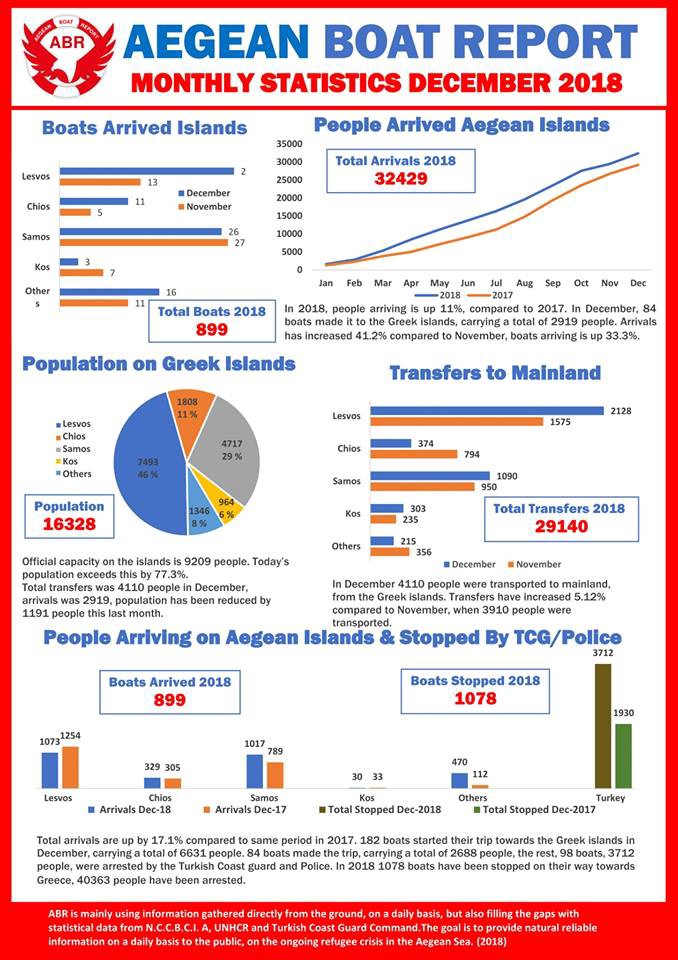 AEGEAN BOAT REPORT
ABR
AEGEAN BOAT REPORT
MONTHLY STATISTICS DECEMBER 2018
Boats Arrived Islands
Lesvos
2
13
Chios
11
5
Samos
26
27
Kos
3
7
Other
s
16
11
December
November
Total Boats 2018
899
People Arrived Aegean Islands
35000
30000
25000
20000
15000
10000
5000
0
Total Arrivals 2018
32429
Jan Feb Mar Apr May Jun Jul Aug Sep Oct Nov Dec
2018 2017
In 2018, people arriving is up 11%, compared to 2017. In December, 84
boats made it to the Greek islands, carrying a total of 2919 people. Arrivals
has increased 41.2% compared to November, boats arriving is up 33.3%.
Population on Greek Islands
Lesvos
Chios
Samos
Kos
Others
1808
11 %
4717
29 %
964
6 %
1346
8 %
7493
46 %
Population
16328
Official capacity on the islands is 9209 people. Today's
population exceeds this by 77.3%.
Total transfers was 4110 people in December,
arrivals was 2919, population has been reduced by
1191 people this last month.
Transfers to Mainland
Lesvos
2128
1575
Chios
374
794
Samos
1090
950
Kos
303
235
Others
215
356
December November
Total Transfers 2018
29140
In December 4110 people were transported to mainland,
from the Greek islands. Transfers have increased 5.12%
compared to November, when 3910 people were
transported.
People Arriving on Aegean Islands & Stopped By TCG/Police
Boats Arrived 2018
899
Boats Stopped 2018
1078
1073 1254
329 305
1017 789
30 33
470 112
3712
1930
Lesvos Chios Samos Kos Others Turkey
Arrivals Dec-18 Arrivals Dec-17 Total Stopped Dec-2018 Total Stopped Dec-2017
Total arrivals are up by 17.1% compared to same period in 2017. 182 boats started their trip towards the Greek islands in
December, carrying a total of 6631 people. 84 boats made the trip, carrying a total of 2688 people, the rest, 98 boats, 3712
people, were arrested by the Turkish Coast guard and Police. In 2018 1078 boats have been stopped on their way towards
Greece, 40363 people have been arrested.
ABR is mainly using information gathered directly from the ground, on a daily basis, but also filling the gaps with
statistical data from N.C.C.B.C.I. A, UNHCR and Turkish Coast Guard Command.The goal is to provide natural reliable
information on a daily basis to the public, on the ongoing refugee crisis in the Aegean Sea. (2018)